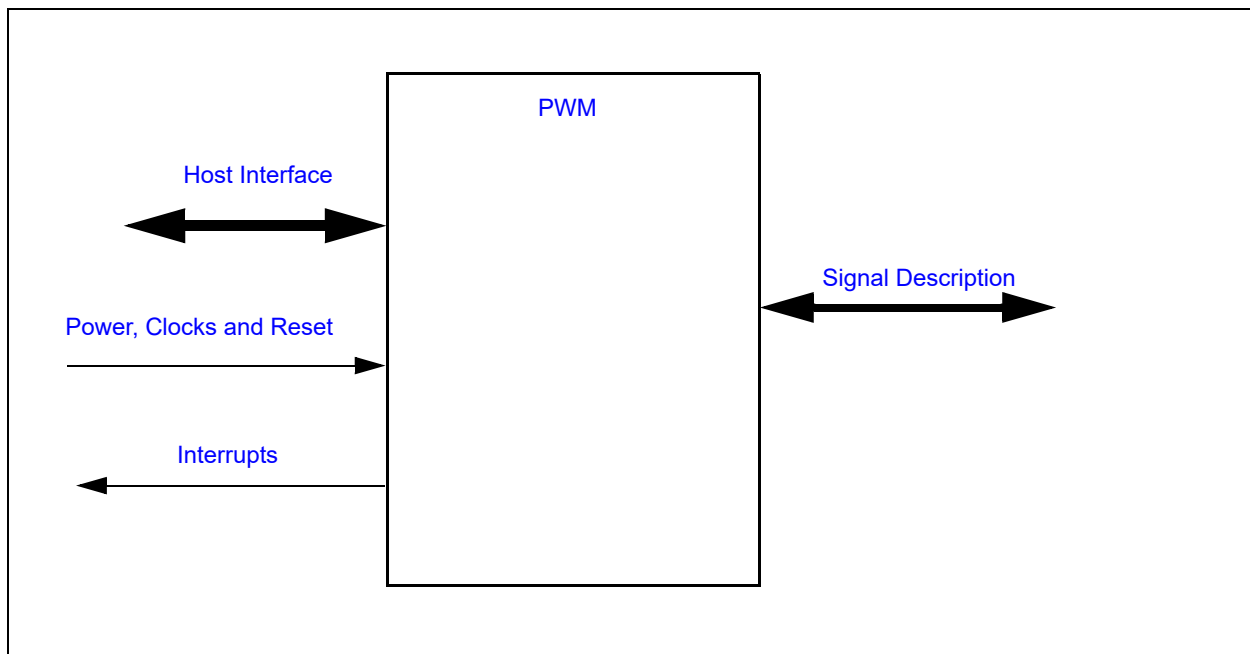 PWM
Host Interface
Signal Description
Power, Clocks and Reset
Interrupts